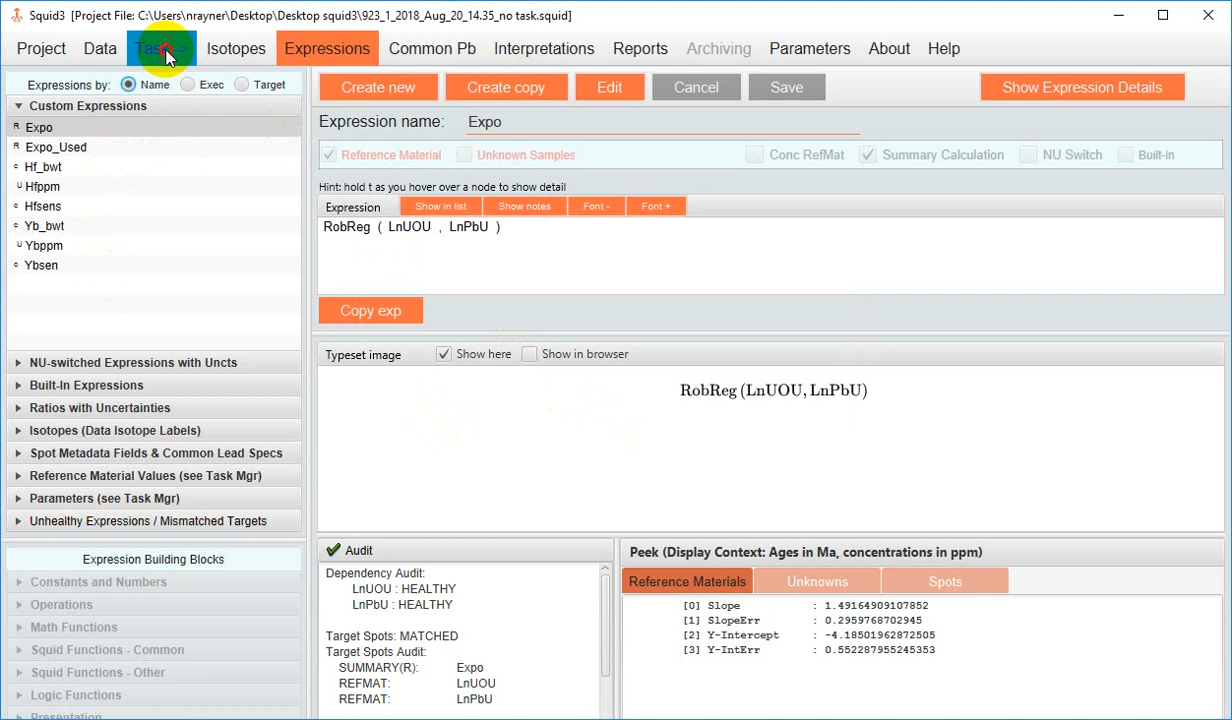 Squid3 [Project File: C:\Users\nrayner\Desktop\Desktop squid3\923_1_2018_Aug_20_14.35_no task.squid]
Project Data Isotopes Expressions Common Pb Interpretations Reports Archiving Parameters About Help
Expressions by: Name Exec Target
Custom Expressions
R Expo
R Expo_Used
C Hf_bwt
U Hfppm
C Hfsens
C Yb_bwt
U Ybppm
C Ybsen
NU-switched Expressions with Uncts
Built-In Expressions
Ratios with Uncertainties
Isotopes (Data Isotope Labels)
Spot Metadata Fields & Common Lead Specs
Reference Material Values (see Task Mgr)
Parameters (see Task Mgr)
Unhealthy Expressions / Mismatched Targets
Expression Building Blocks
Constants and Numbers
Operations
Math Functions
Squid Functions - Common
Squid Functions - Other
Logic Functions
Presentation
Create new Create copy Edit Cancel Save Show Expression Details
Expression name: Expo
Reference Material Unknown Samples Conc RefMat Summary Calculation NU Switch Built-in
Hint: hold t as you hover over a node to show detail
Expression Show in list Show notes Font - Font +
RobReg ( LnUOU , LnPbU )
Copy exp
Typeset image Show here Show in browser
RobReg (LnUOU, LnPbU)
Audit
Dependency Audit:
LnUOU : HEALTHY
LnPbU : HEALTHY
Target Spots: MATCHED
Target Spots Audit:
SUMMARY(R): Expo
REFMAT: LnUOU
REFMAT: LnPbU
Peek (Display Context: Ages in Ma, concentrations in ppm)
Reference Materials Unknowns Spots
[0] Slope : 1.49164909107852
[1] SlopeErr : 0.2959768702945
[2] Y-Intercept : -4.18501962872505
[3] Y-IntErr : 0.552287955245353